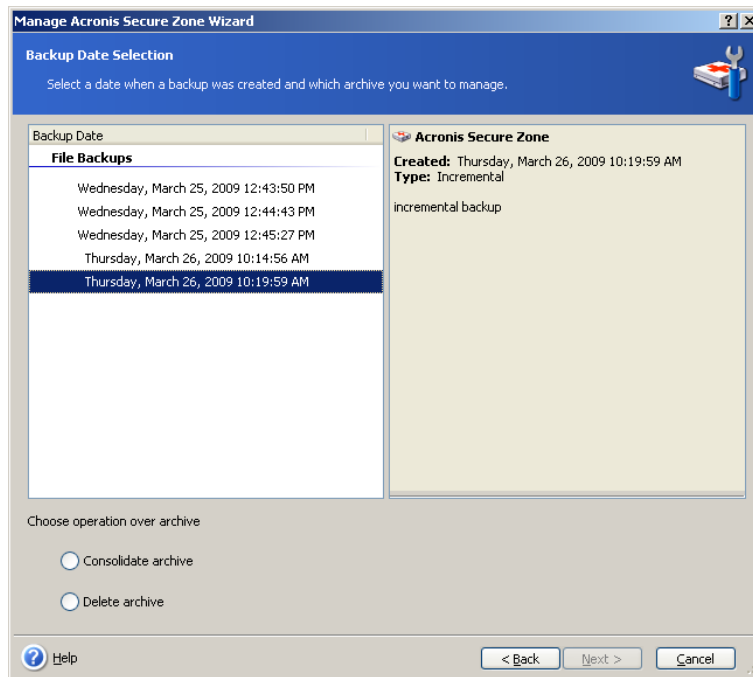 Manage Acronis Secure Zone Wizard
Backup Date Selection
Select a date when a backup was created and which archive you want to manage.
Backup Date
File Backups
Wednesday, March 25, 2009 12:43:50 PM
Wednesday, March 25, 2009 12:44:43 PM
Wednesday, March 25, 2009 12:45:27 PM
Thursday, March 26, 2009 10:14:56 AM
Thursday, March 26, 2009 10:19:59 AM
Acronis Secure Zone
Created: Thursday, March 26, 2009 10:19:59 AM
Type: Incremental
incremental backup
Choose operation over archive
Consolidate archive
Delete archive
Help
< Back
Next >
Cancel